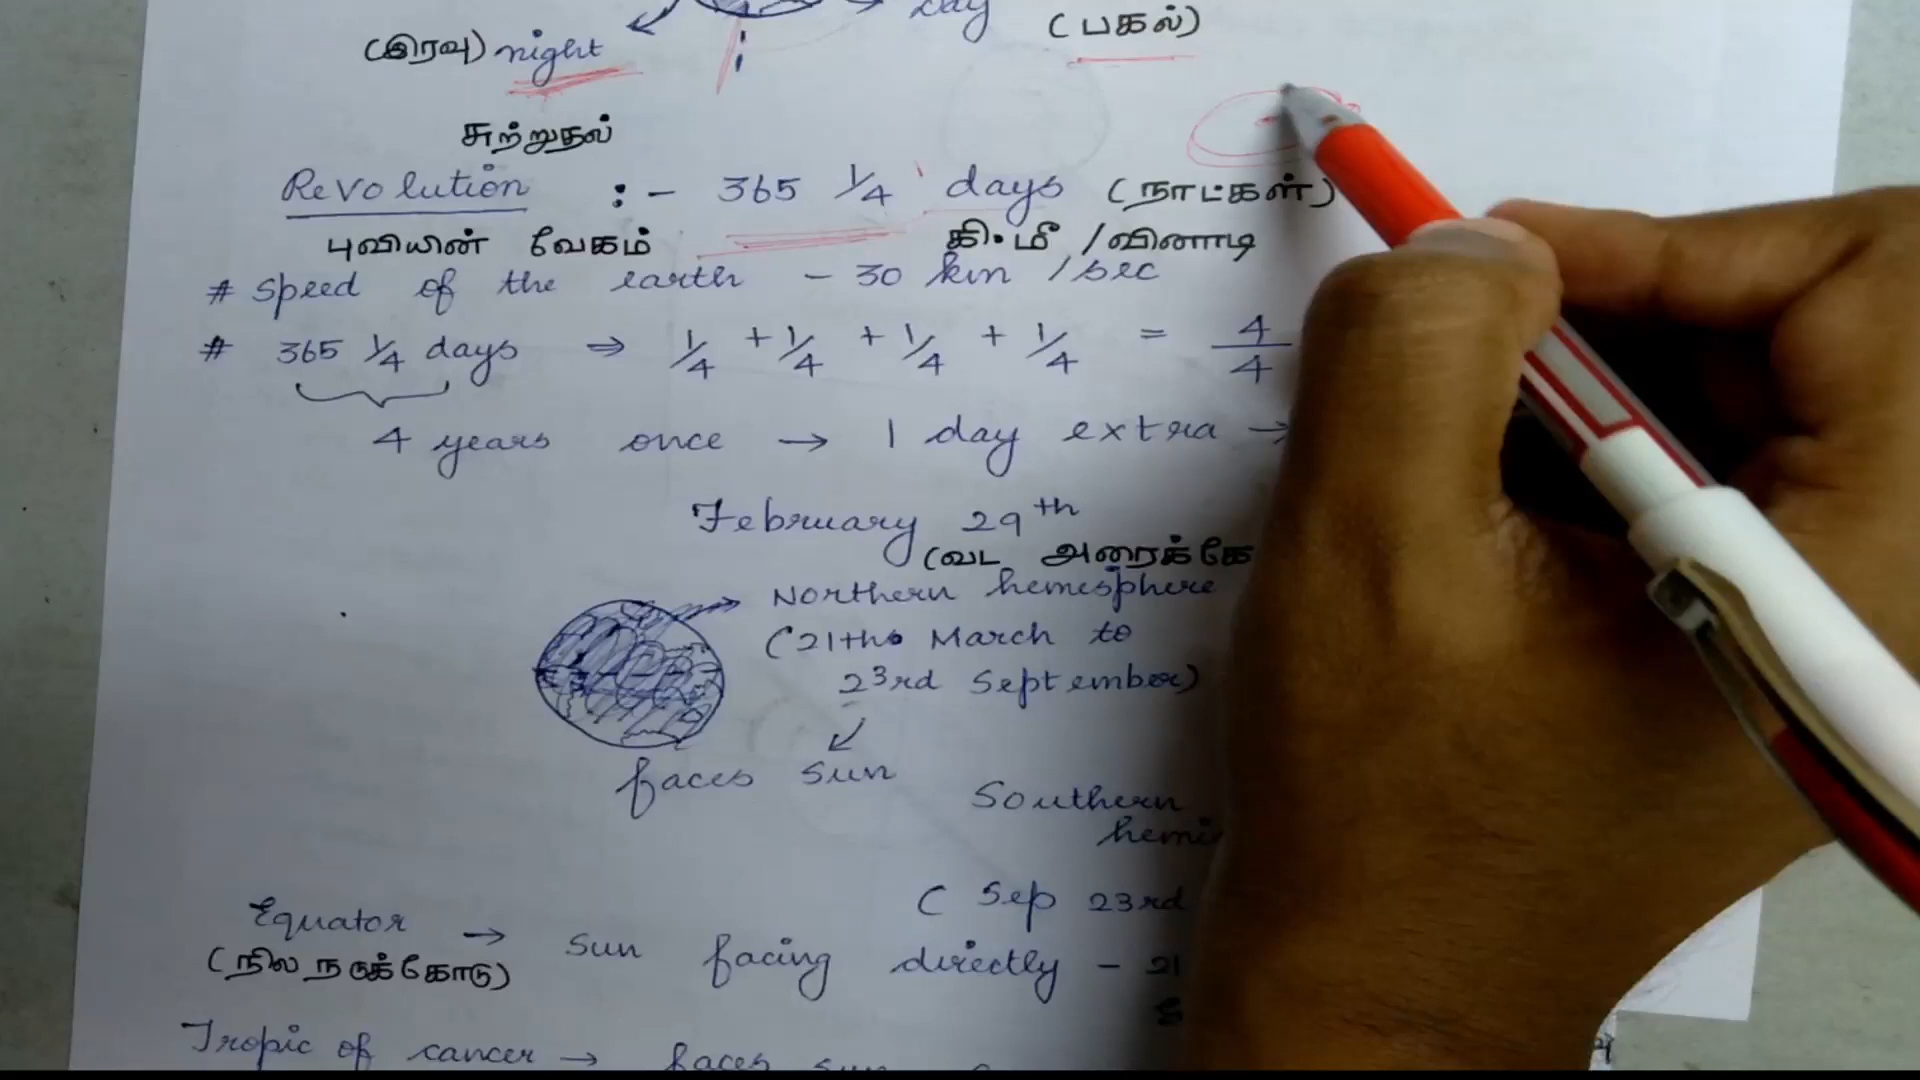 Day (பகல்)
(இரவு) night
சுற்றுதல்
Revolution :- 365 1/4 days (நாட்கள்)
புவியின் வேகம் கி.மீ /வினாடி
# Speed of the earth - 30 km /sec
# 365 1/4 days ⇒ 1/4 + 1/4 + 1/4 + 1/4 = 4/4
4 years once → 1 day extra →
February 29th
(வட அரைக்கே
Northern hemisphere
(21th March to
23rd September)
faces sun
Southern
hemi
( Sep 23rd
Equator → Sun facing directly - 21
(நில நடுக்கோடு)
Tropic of cancer → faces sun